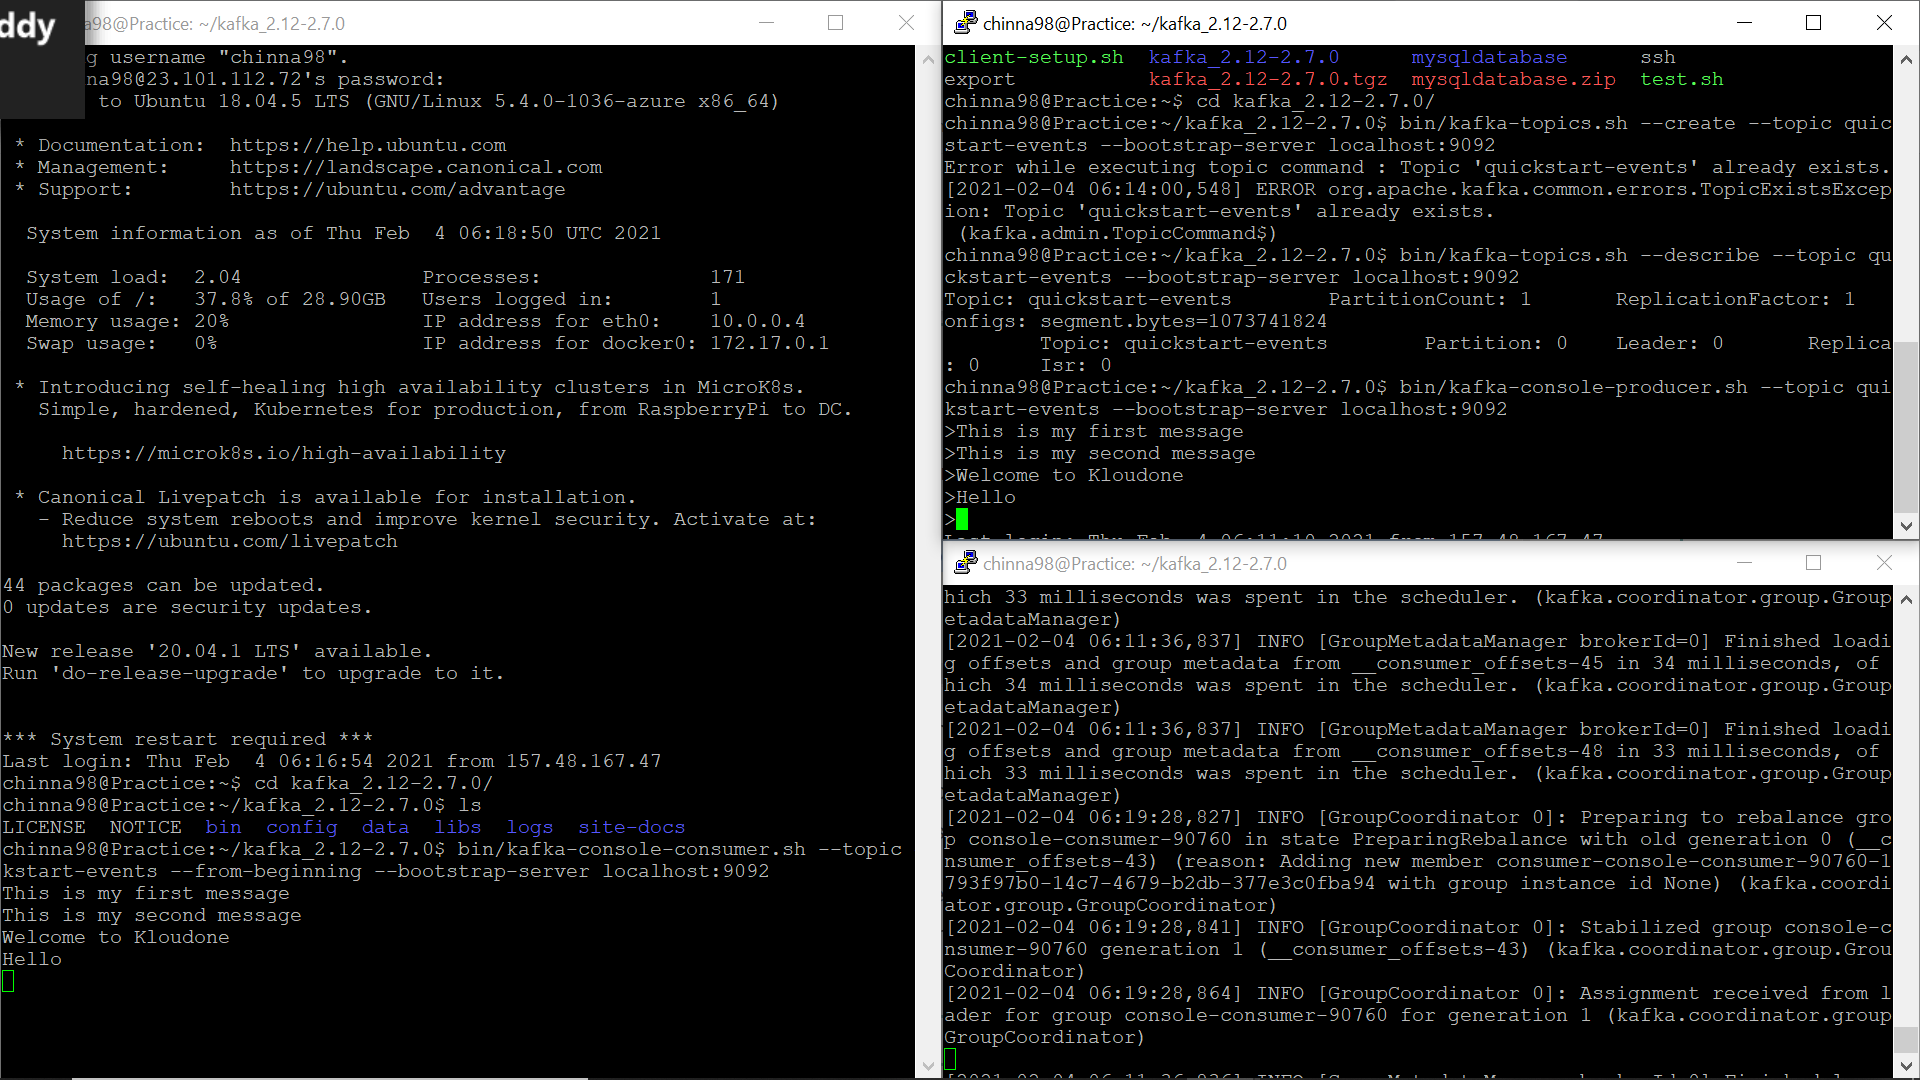 ddy
a98@Practice: ~/kafka_2.12-2.7.0
g username "chinna98".
na98@23.101.112.72's password:
to Ubuntu 18.04.5 LTS (GNU/Linux 5.4.0-1036-azure x86_64)
* Documentation:  https://help.ubuntu.com
* Management:     https://landscape.canonical.com
* Support:        https://ubuntu.com/advantage
System information as of Thu Feb  4 06:18:50 UTC 2021
System load:  2.04               Processes:              171
Usage of /:   37.8% of 28.90GB   Users logged in:        1
Memory usage: 20%                IP address for eth0:    10.0.0.4
Swap usage:   0%                 IP address for docker0: 172.17.0.1
* Introducing self-healing high availability clusters in MicroK8s.
Simple, hardened, Kubernetes for production, from RaspberryPi to DC.
https://microk8s.io/high-availability
* Canonical Livepatch is available for installation.
- Reduce system reboots and improve kernel security. Activate at:
https://ubuntu.com/livepatch
44 packages can be updated.
0 updates are security updates.
New release '20.04.1 LTS' available.
Run 'do-release-upgrade' to upgrade to it.
*** System restart required ***
Last login: Thu Feb  4 06:16:54 2021 from 157.48.167.47
chinna98@Practice:~$ cd kafka_2.12-2.7.0/
chinna98@Practice:~/kafka_2.12-2.7.0$ ls
LICENSE  NOTICE  bin  config  data  libs  logs  site-docs
chinna98@Practice:~/kafka_2.12-2.7.0$ bin/kafka-console-consumer.sh --topic
kstart-events --from-beginning --bootstrap-server localhost:9092
This is my first message
This is my second message
Welcome to Kloudone
Hello
chinna98@Practice: ~/kafka_2.12-2.7.0
client-setup.sh  kafka_2.12-2.7.0      mysqldatabase      ssh
export           kafka_2.12-2.7.0.tgz  mysqldatabase.zip  test.sh
chinna98@Practice:~$ cd kafka_2.12-2.7.0/
chinna98@Practice:~/kafka_2.12-2.7.0$ bin/kafka-topics.sh --create --topic quic
start-events --bootstrap-server localhost:9092
Error while executing topic command : Topic 'quickstart-events' already exists.
[2021-02-04 06:14:00,548] ERROR org.apache.kafka.common.errors.TopicExistsExcep
ion: Topic 'quickstart-events' already exists.
(kafka.admin.TopicCommand$)
chinna98@Practice:~/kafka_2.12-2.7.0$ bin/kafka-topics.sh --describe --topic qu
ckstart-events --bootstrap-server localhost:9092
Topic: quickstart-events        PartitionCount: 1       ReplicationFactor: 1
onfigs: segment.bytes=1073741824
Topic: quickstart-events        Partition: 0    Leader: 0       Replica
: 0     Isr: 0
chinna98@Practice:~/kafka_2.12-2.7.0$ bin/kafka-console-producer.sh --topic qui
kstart-events --bootstrap-server localhost:9092
>This is my first message
>This is my second message
>Welcome to Kloudone
>Hello
>
Last login: Thu Feb  4 06:11:10 2021 from 157.48.167.47
chinna98@Practice: ~/kafka_2.12-2.7.0
hich 33 milliseconds was spent in the scheduler. (kafka.coordinator.group.Group
etadataManager)
[2021-02-04 06:11:36,837] INFO [GroupMetadataManager brokerId=0] Finished loadi
g offsets and group metadata from __consumer_offsets-45 in 34 milliseconds, of
hich 34 milliseconds was spent in the scheduler. (kafka.coordinator.group.Group
etadataManager)
[2021-02-04 06:11:36,837] INFO [GroupMetadataManager brokerId=0] Finished loadi
g offsets and group metadata from __consumer_offsets-48 in 33 milliseconds, of
hich 33 milliseconds was spent in the scheduler. (kafka.coordinator.group.Group
etadataManager)
[2021-02-04 06:19:28,827] INFO [GroupCoordinator 0]: Preparing to rebalance gro
p console-consumer-90760 in state PreparingRebalance with old generation 0 (__c
nsumer_offsets-43) (reason: Adding new member consumer-console-consumer-90760-1
793f97b0-14c7-4679-b2db-377e3c0fba94 with group instance id None) (kafka.coordi
ator.group.GroupCoordinator)
[2021-02-04 06:19:28,841] INFO [GroupCoordinator 0]: Stabilized group console-c
nsumer-90760 generation 1 (__consumer_offsets-43) (kafka.coordinator.group.Grou
Coordinator)
[2021-02-04 06:19:28,864] INFO [GroupCoordinator 0]: Assignment received from l
ader for group console-consumer-90760 for generation 1 (kafka.coordinator.group
GroupCoordinator)